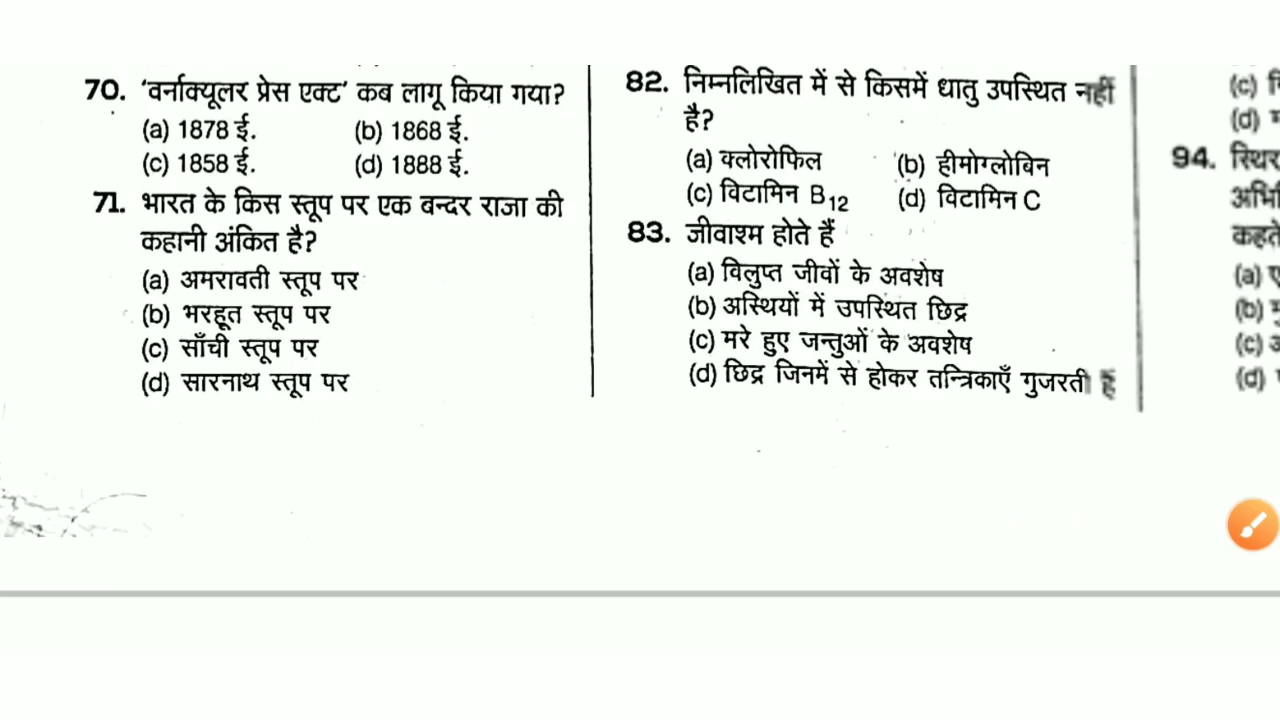 70. 'वर्नाक्यूलर प्रेस एक्ट' कब लागू किया गया?
(a) 1878 ई. (b) 1868 ई.
(c) 1858 ई. (d) 1888 ई.
71. भारत के किस स्तूप पर एक बन्दर राजा की
कहानी अंकित है?
(a) अमरावती स्तूप पर
(b) भरहूत स्तूप पर
(c) साँची स्तूप पर
(d) सारनाथ स्तूप पर
82. निम्नलिखित में से किसमें धातु उपस्थित नहीं
है?
(a) क्लोरोफिल (b) हीमोग्लोबिन
(c) विटामिन B12 (d) विटामिन C
83. जीवाश्म होते हैं
(a) विलुप्त जीवों के अवशेष
(b) अस्थियों में उपस्थित छिद्र
(c) मरे हुए जन्तुओं के अवशेष
(d) छिद्र जिनमें से होकर तन्त्रिकाएँ गुजरती हैं
(c)
(d)
94. स्थिर
कहते
(a)
(b)
(c)
(d)